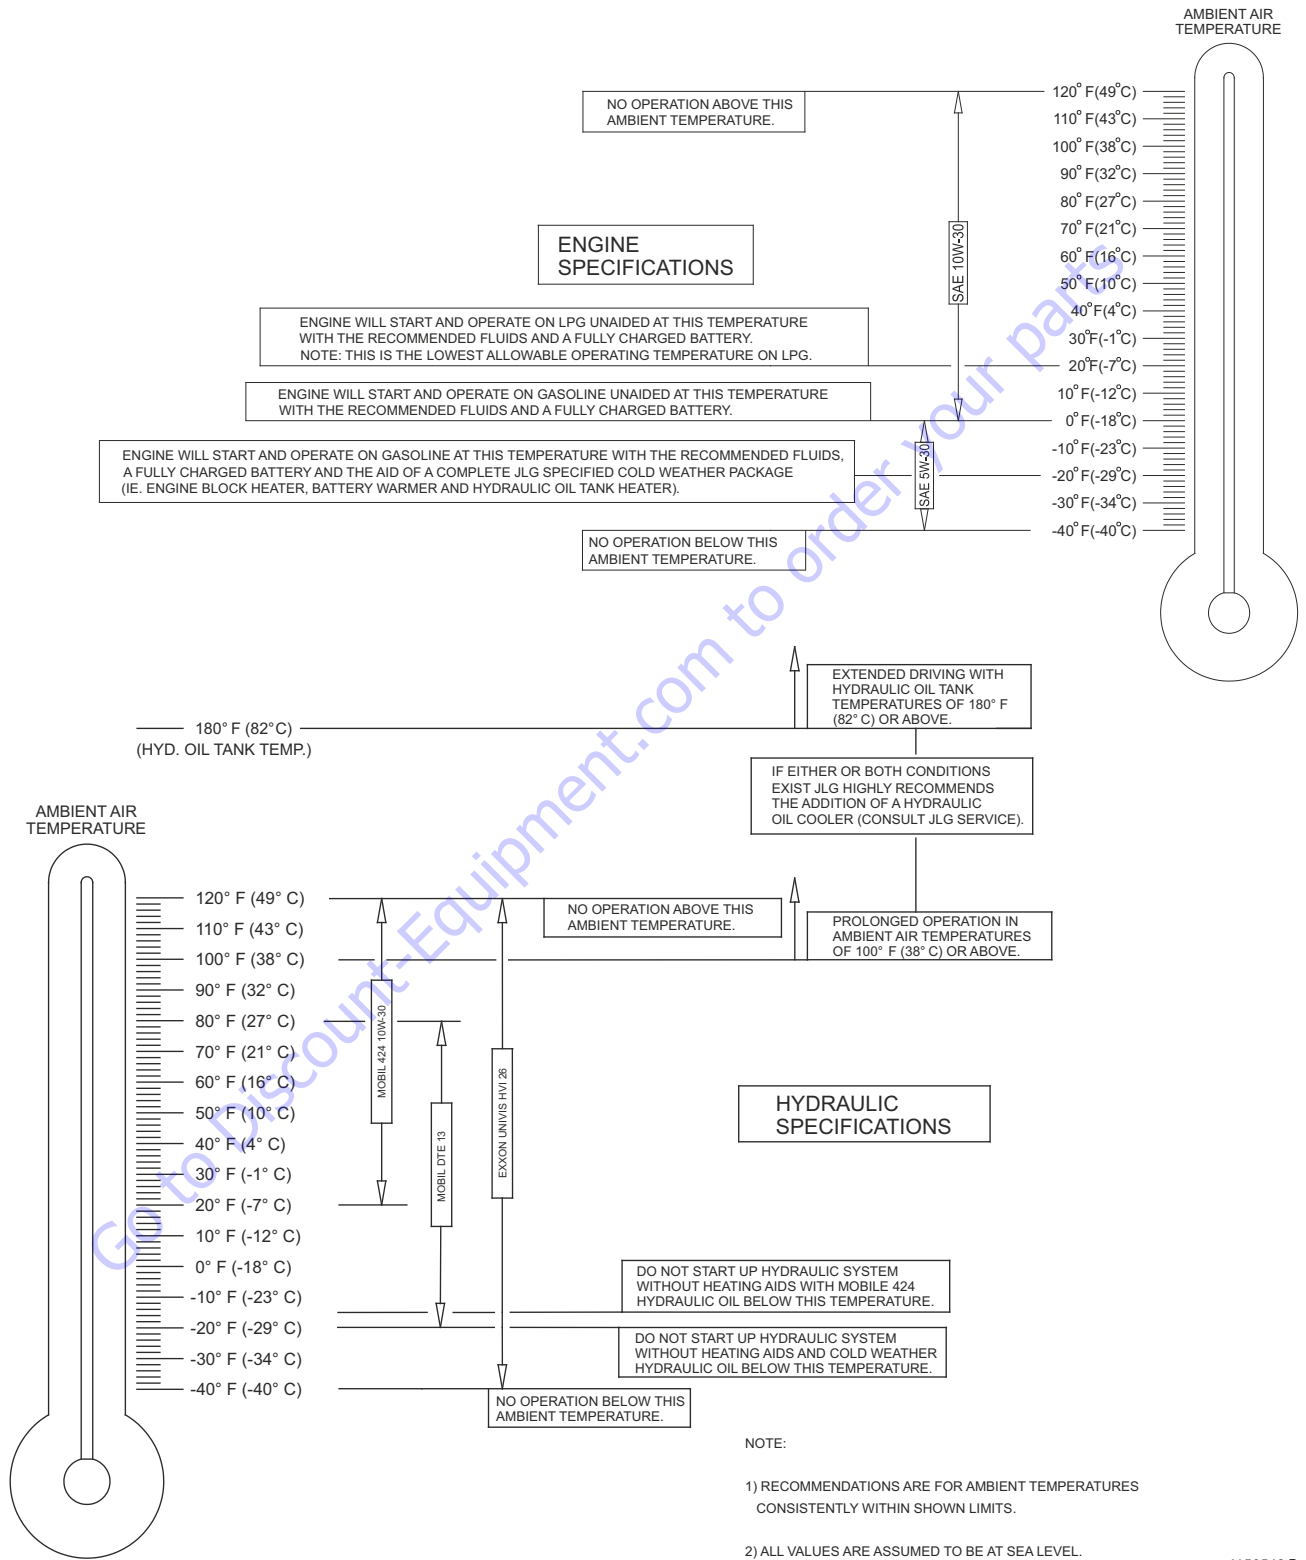 AMBIENT AIR
TEMPERATURE
120° F(49°C)
110° F(43°C)
100° F(38°C)
90° F(32°C)
80° F(27°C)
70° F(21°C)
60° F(16°C)
50° F(10°C)
40°F(4°C)
30°F(-1°C)
20°F(-7°C)
10° F(-12°C)
0° F(-18°C)
-10° F(-23°C)
-20° F(-29°C)
-30° F(-34°C)
-40° F(-40°C)
NO OPERATION ABOVE THIS
AMBIENT TEMPERATURE.
SAE 10W-30
ENGINE
SPECIFICATIONS
ENGINE WILL START AND OPERATE ON LPG UNAIDED AT THIS TEMPERATURE
WITH THE RECOMMENDED FLUIDS AND A FULLY CHARGED BATTERY.
NOTE: THIS IS THE LOWEST ALLOWABLE OPERATING TEMPERATURE ON LPG.
ENGINE WILL START AND OPERATE ON GASOLINE UNAIDED AT THIS TEMPERATURE
WITH THE RECOMMENDED FLUIDS AND A FULLY CHARGED BATTERY.
ENGINE WILL START AND OPERATE ON GASOLINE AT THIS TEMPERATURE WITH THE RECOMMENDED FLUIDS,
A FULLY CHARGED BATTERY AND THE AID OF A COMPLETE JLG SPECIFIED COLD WEATHER PACKAGE
(IE. ENGINE BLOCK HEATER, BATTERY WARMER AND HYDRAULIC OIL TANK HEATER).
SAE 5W-30
NO OPERATION BELOW THIS
AMBIENT TEMPERATURE.
EXTENDED DRIVING WITH
HYDRAULIC OIL TANK
TEMPERATURES OF 180° F
(82° C) OR ABOVE.
180° F (82°C)
(HYD. OIL TANK TEMP.)
IF EITHER OR BOTH CONDITIONS
EXIST JLG HIGHLY RECOMMENDS
THE ADDITION OF A HYDRAULIC
OIL COOLER (CONSULT JLG SERVICE).
AMBIENT AIR
TEMPERATURE
120° F (49° C)
110° F (43° C)
100° F (38° C)
90° F (32° C)
80° F (27° C)
70° F (21° C)
60° F (16° C)
50° F (10° C)
40° F (4° C)
30° F (-1° C)
20° F (-7° C)
10° F (-12° C)
0° F (-18° C)
-10° F (-23° C)
-20° F (-29° C)
-30° F (-34° C)
-40° F (-40° C)
NO OPERATION ABOVE THIS
AMBIENT TEMPERATURE.
PROLONGED OPERATION IN
AMBIENT AIR TEMPERATURES
OF 100° F (38° C) OR ABOVE.
MOBIL 424 10W-30
MOBIL DTE 13
EXXON UNIVIS HVI 26
HYDRAULIC
SPECIFICATIONS
DO NOT START UP HYDRAULIC SYSTEM
WITHOUT HEATING AIDS WITH MOBILE 424
HYDRAULIC OIL BELOW THIS TEMPERATURE.
DO NOT START UP HYDRAULIC SYSTEM
WITHOUT HEATING AIDS AND COLD WEATHER
HYDRAULIC OIL BELOW THIS TEMPERATURE.
NO OPERATION BELOW THIS
AMBIENT TEMPERATURE.
NOTE:
1) RECOMMENDATIONS ARE FOR AMBIENT TEMPERATURES
CONSISTENTLY WITHIN SHOWN LIMITS.
2) ALL VALUES ARE ASSUMED TO BE AT SEA LEVEL.
Go to Discount-Equipment.com to order your parts